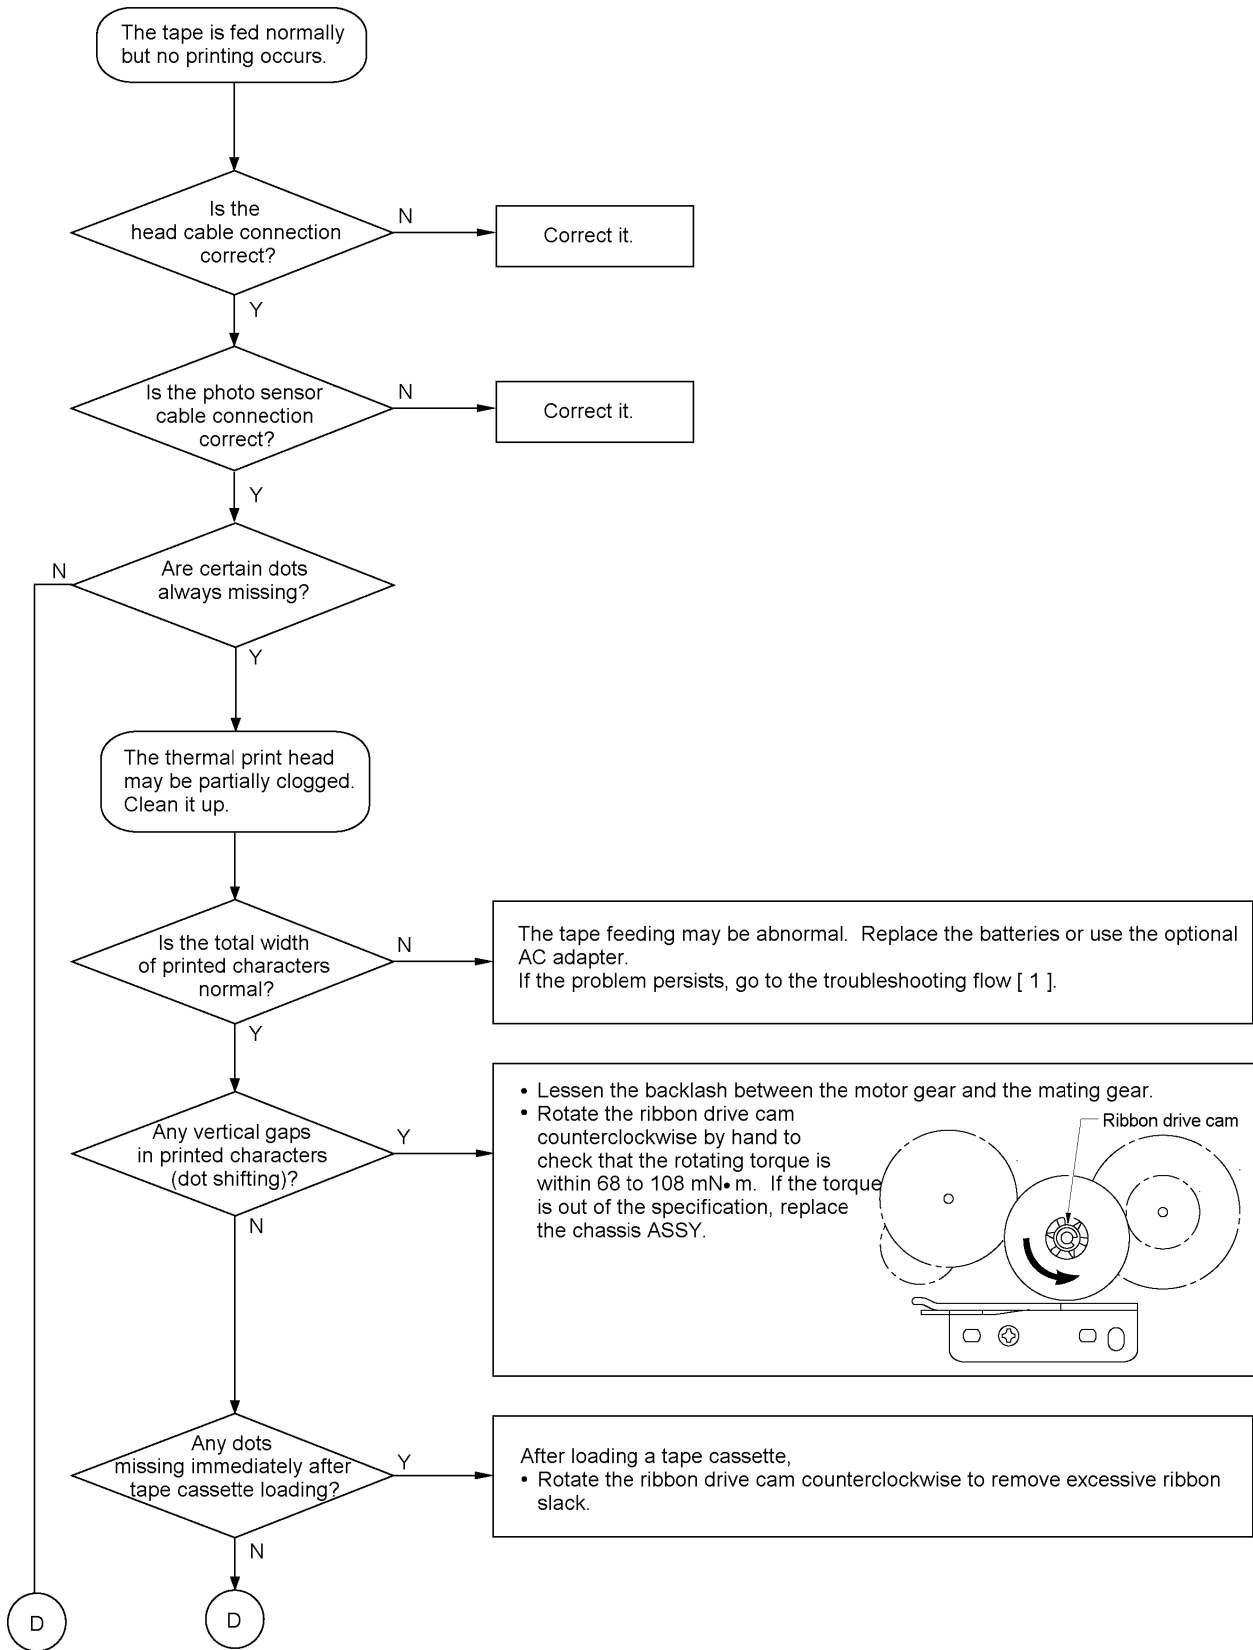 The tape is fed normally
but no printing occurs.
Is the
head cable connection
correct?
N
Correct it.
Y
Is the photo sensor
cable connection
correct?
N
Correct it.
Y
Are certain dots
always missing?
N
Y
The thermal print head
may be partially clogged.
Clean it up.
Is the total width
of printed characters
normal?
N
The tape feeding may be abnormal. Replace the batteries or use the optional
AC adapter.
If the problem persists, go to the troubleshooting flow [ 1 ].
Y
Any vertical gaps
in printed characters
(dot shifting)?
Y
• Lessen the backlash between the motor gear and the mating gear.
• Rotate the ribbon drive cam
counterclockwise by hand to
check that the rotating torque is
within 68 to 108 mN•m. If the torque
is out of the specification, replace
the chassis ASSY.
Ribbon drive cam
N
Any dots
missing immediately after
tape cassette loading?
Y
After loading a tape cassette,
• Rotate the ribbon drive cam counterclockwise to remove excessive ribbon
slack.
N
D
D